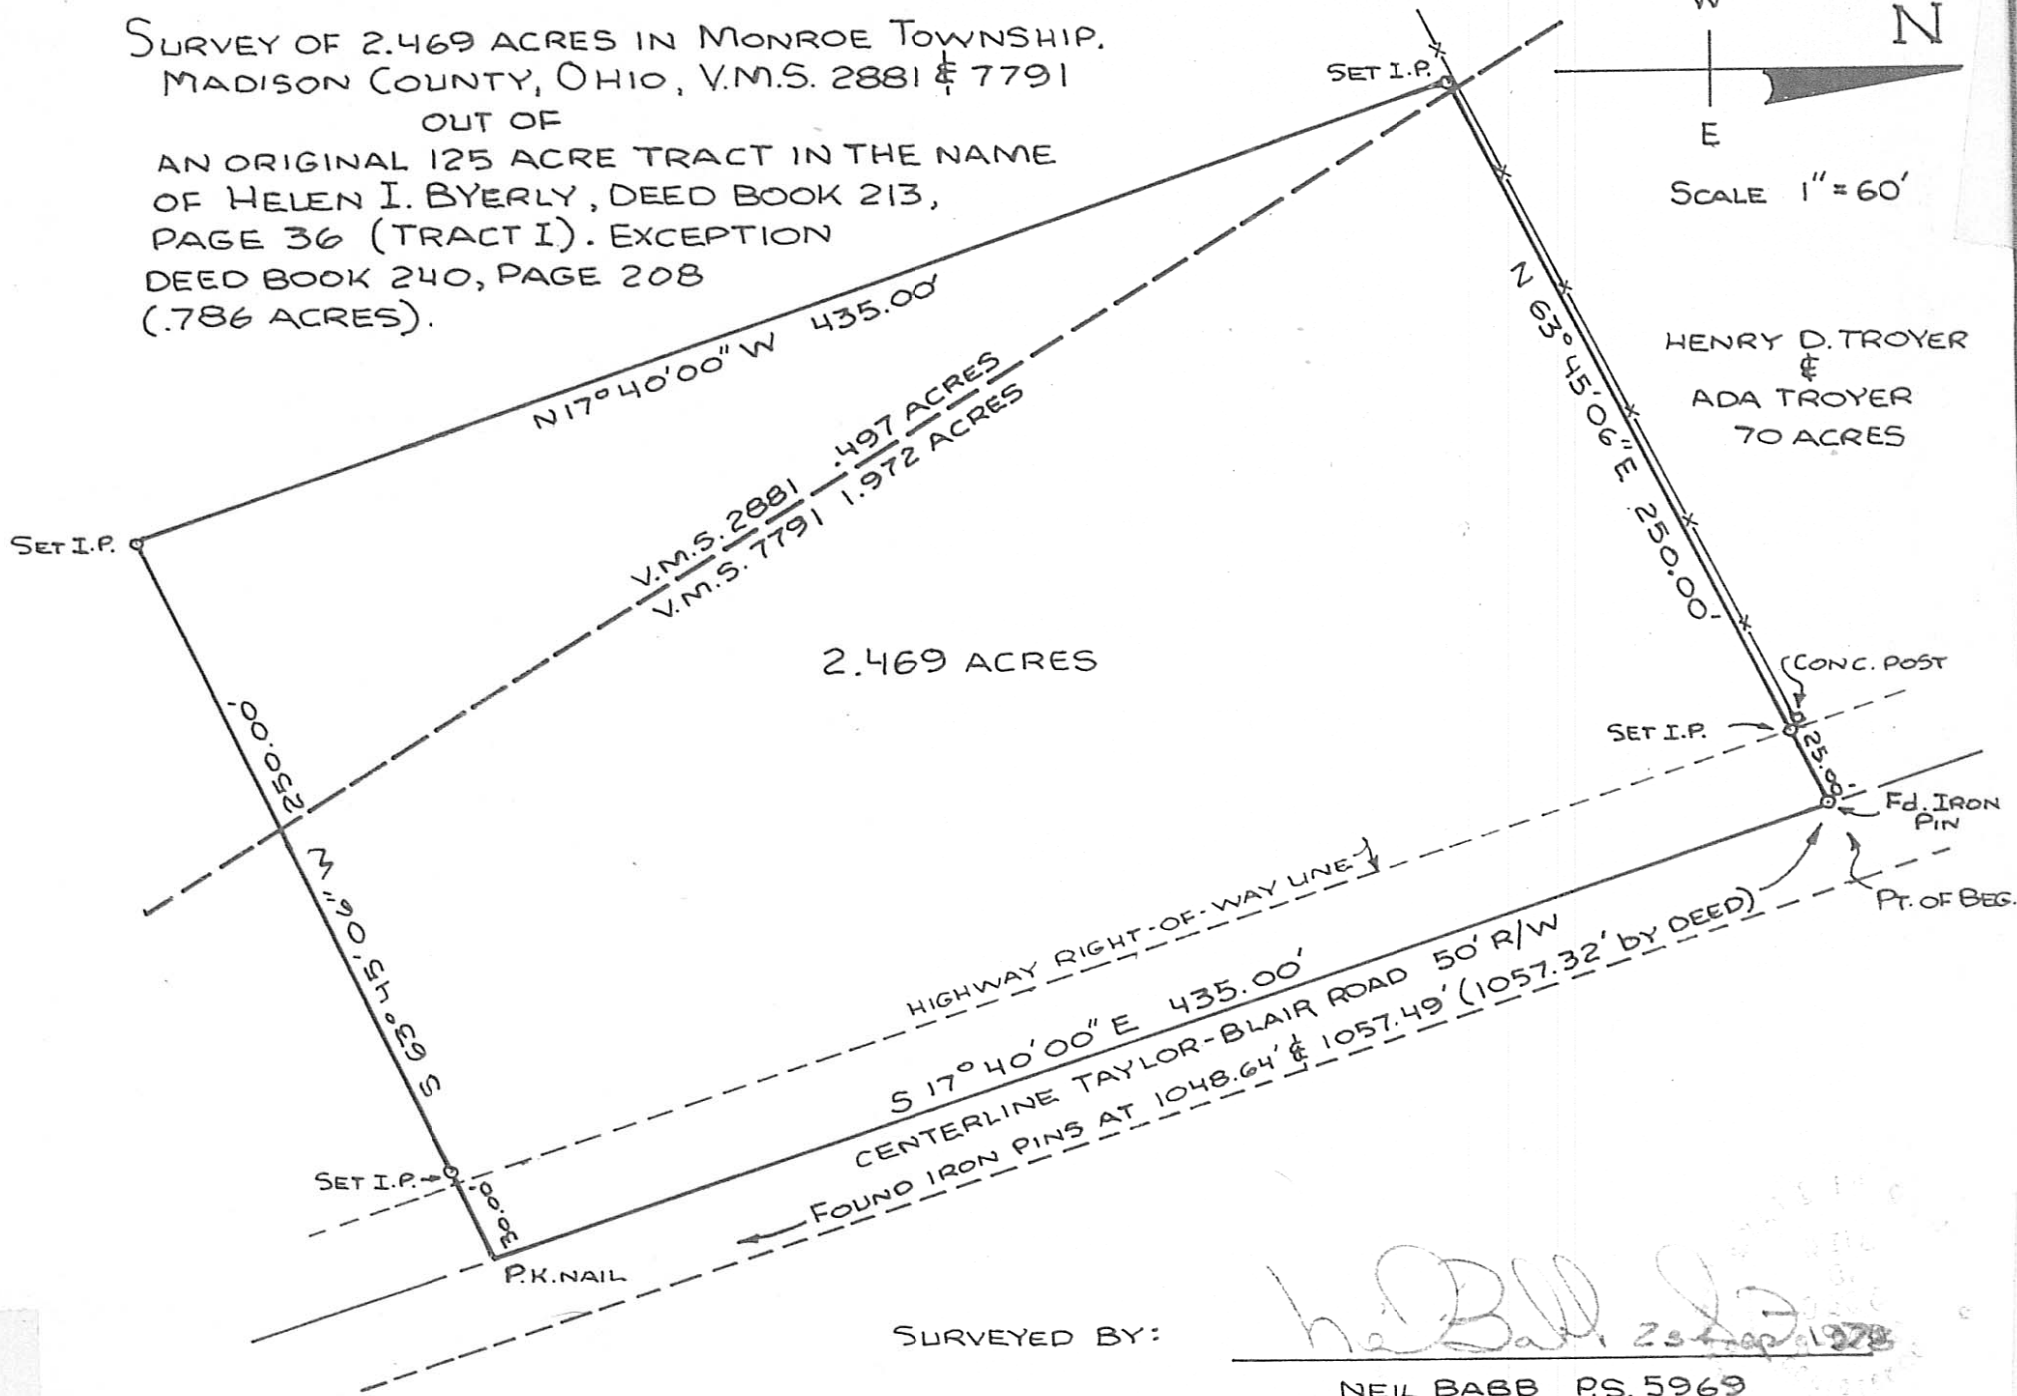 SURVEY OF 2.469 ACRES IN MONROE TOWNSHIP.
MADISON COUNTY, OHIO, V.M.S. 2881 & 7791
OUT OF
AN ORIGINAL 125 ACRE TRACT IN THE NAME
OF HELEN I. BYERLY, DEED BOOK 213,
PAGE 36 (TRACT I). EXCEPTION
DEED BOOK 240, PAGE 208
(.786 ACRES).
W
N
E
SCALE 1" = 60'
SET I.P.
N 17° 40' 00" W 435.00'
N 63° 45' 06" E 250.00'
HENRY D. TROYER
&
ADA TROYER
70 ACRES
V.M.S. 2881 .497 ACRES
V.M.S. 7791 1.972 ACRES
SET I.P.
2.469 ACRES
250.00'
S 63° 45' 06" W
CONC. POST
SET I.P.
25.00'
Fd. IRON
PIN
PT. OF BEG.
HIGHWAY RIGHT-OF-WAY LINE
S 17° 40' 00" E 435.00'
CENTERLINE TAYLOR-BLAIR ROAD 50' R/W
FOUND IRON PINS AT 1048.64' & 1057.49' (1057.32' by DEED)
SET I.P.
30.00'
P.K. NAIL
SURVEYED BY:
NEIL BABB P.S. 5969